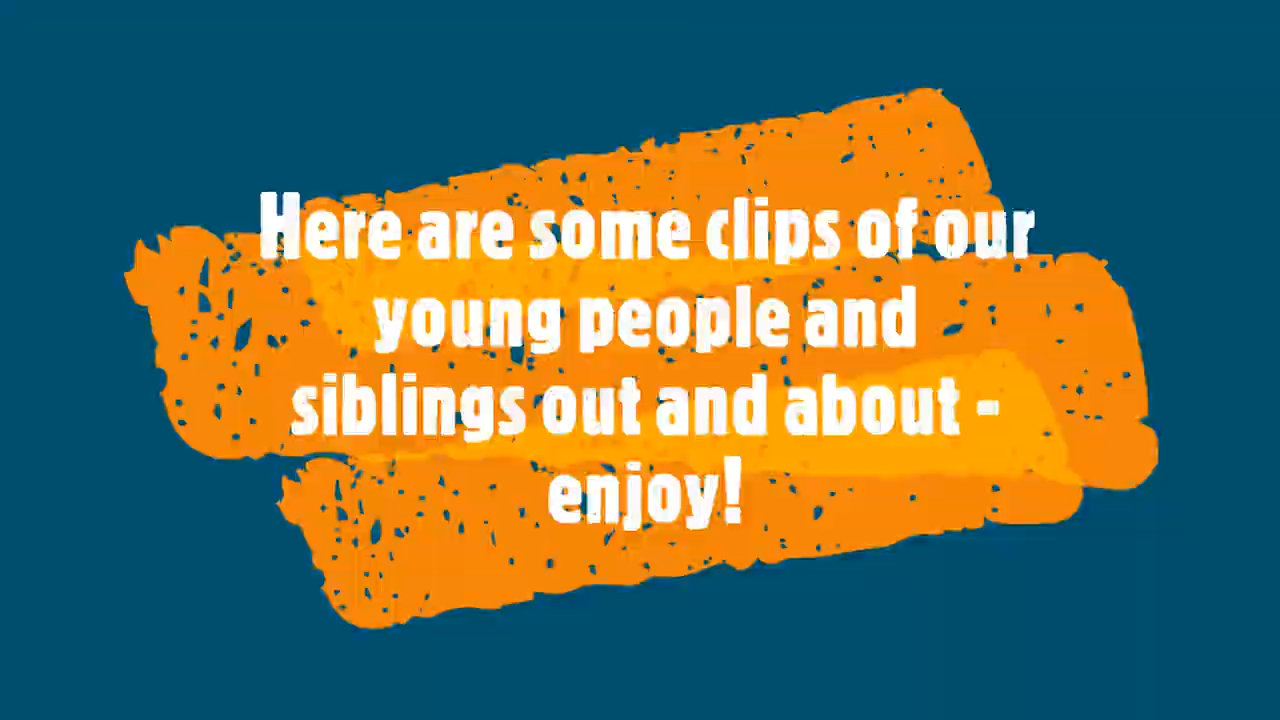 Here are some clips of our
young people and
siblings out and about -
enjoy!